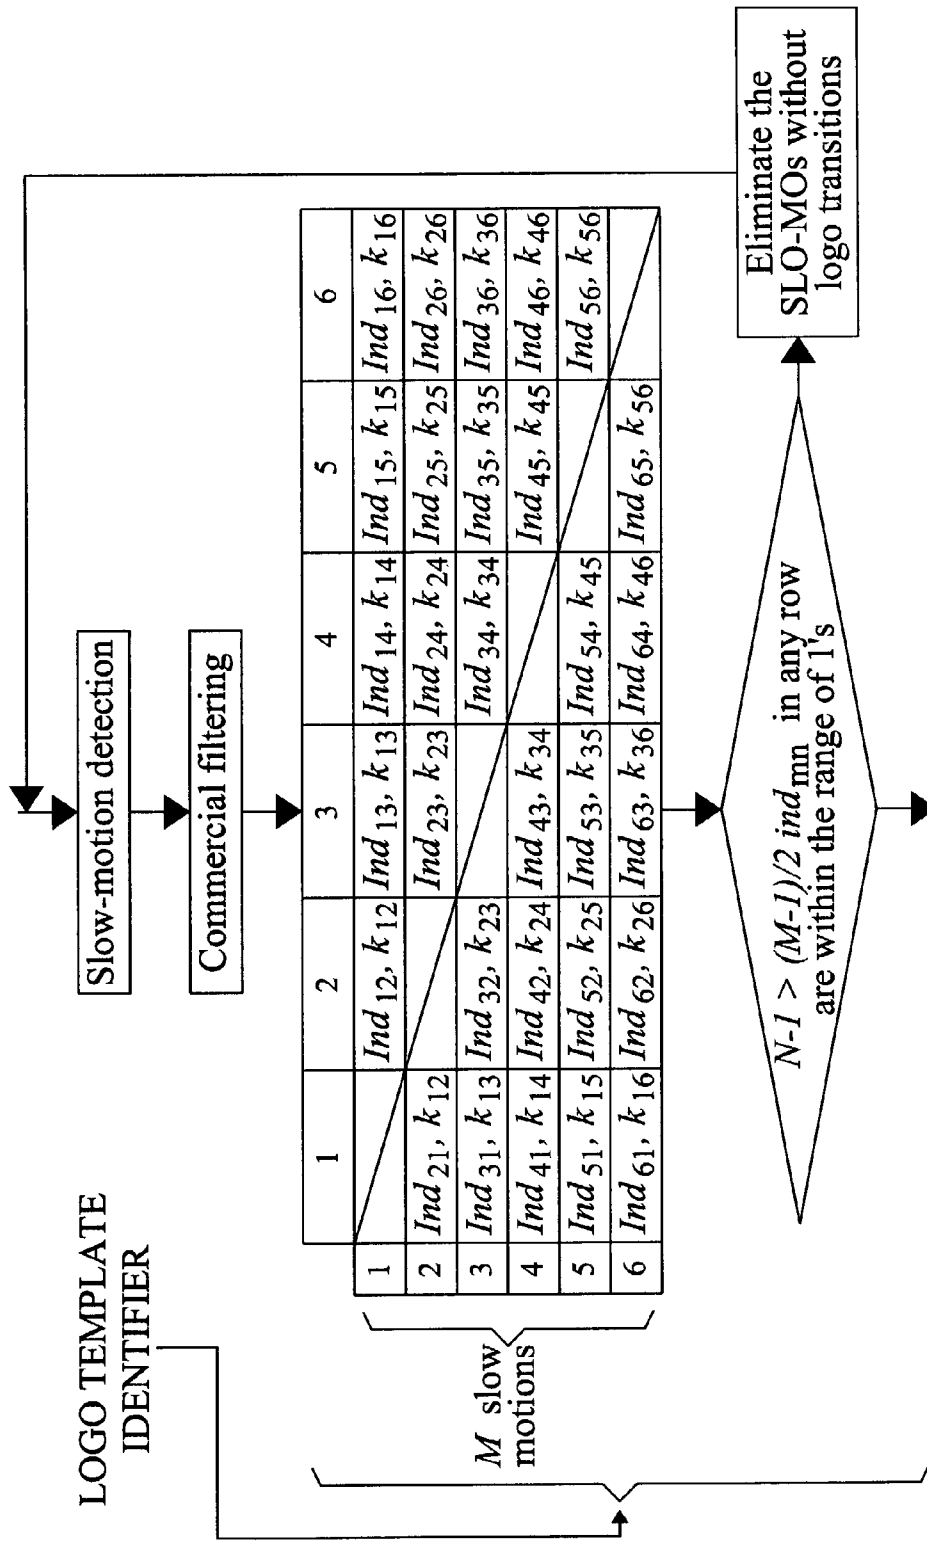 LOGO TEMPLATE
IDENTIFIER
Slow-motion detection
Commercial filtering
1 2 3 4 5 6
1 Ind 12, k 12 Ind 13, k 13 Ind 14, k 14 Ind 15, k 15 Ind 16, k 16
2 Ind 21, k 12 Ind 23, k 23 Ind 24, k 24 Ind 25, k 25 Ind 26, k 26
3 Ind 31, k 13 Ind 32, k 23 Ind 34, k 34 Ind 35, k 35 Ind 36, k 36
4 Ind 41, k 14 Ind 42, k 24 Ind 43, k 34 Ind 45, k 45 Ind 46, k 46
5 Ind 51, k 15 Ind 52, k 25 Ind 53, k 35 Ind 54, k 45 Ind 56, k 56
6 Ind 61, k 16 Ind 62, k 26 Ind 63, k 36 Ind 64, k 46 Ind 65, k 56
M slow
motions
N-1 > (M-1)/2 ind mn in any row
are within the range of 1's
Eliminate the
SLO-MOs without
logo transitions